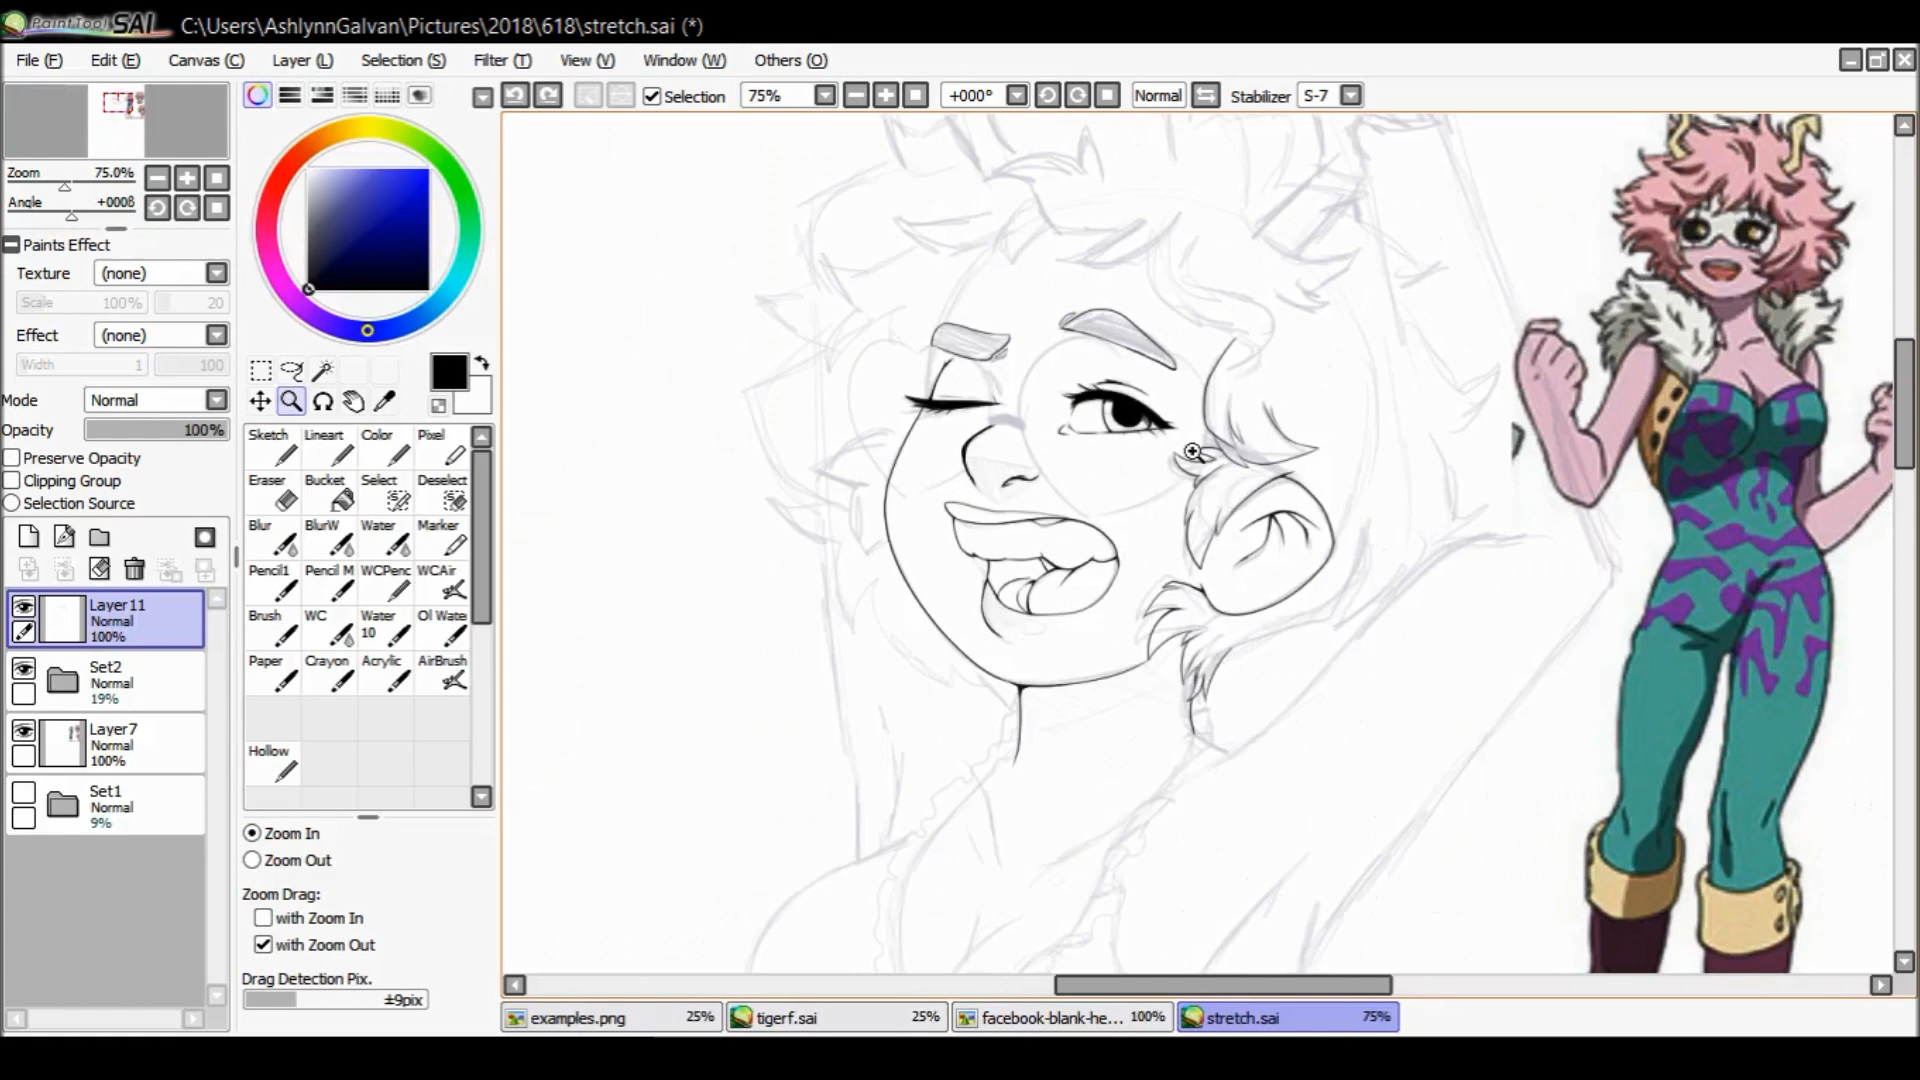 PaintTool SAI C:\Users\AshlynnGalvan\Pictures\2018\618\stretch.sai (*)
File (F) Edit (E) Canvas (C) Layer (L) Selection (S) Filter (T) View (V) Window (W) Others (O)
Selection 75% +000° Normal Stabilizer S-7
Zoom 75.0%
Angle +000ß
Paints Effect
Texture (none)
Scale 100% 20
Effect (none)
Width 1 100
Mode Normal
Opacity 100%
Preserve Opacity
Clipping Group
Selection Source
Layer11
Normal
100%
Set2
Normal
19%
Layer7
Normal
100%
Set1
Normal
9%
Sketch Lineart Color Pixel
Eraser Bucket Select Deselect
Blur BlurW Water Marker
Pencil1 Pencil M WCPenc WCAir
Brush WC Water 10 Ol Wate
Paper Crayon Acrylic AirBrush
Hollow
Zoom In
Zoom Out
Zoom Drag:
with Zoom In
with Zoom Out
Drag Detection Pix.
±9pix
examples.png 25% tigerf.sai 25% facebook-blank-he... 100% stretch.sai 75%